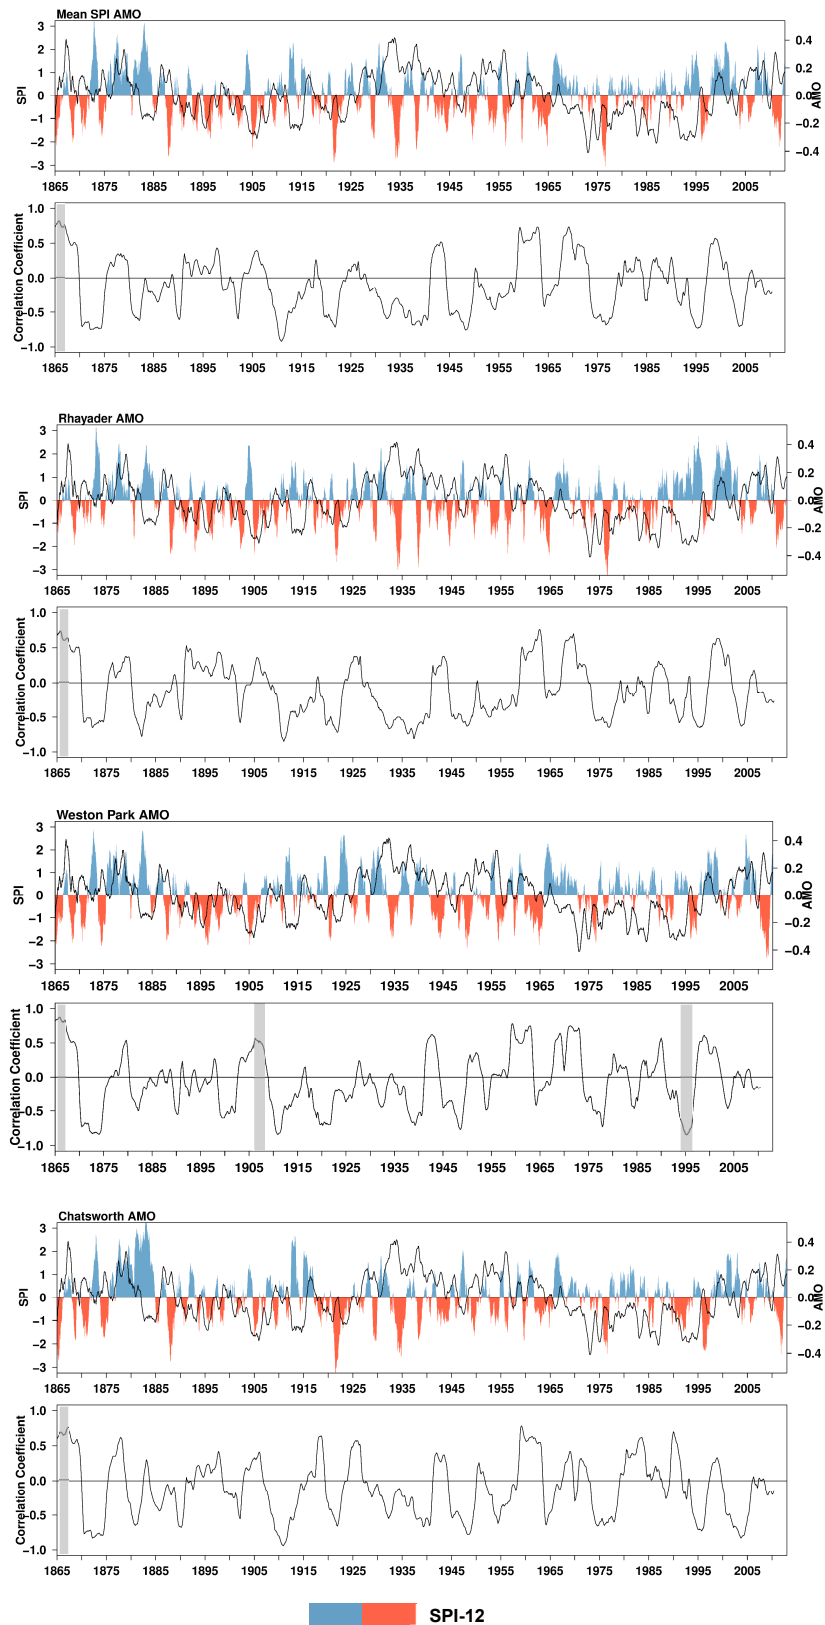 Mean SPI AMO
3
2
1
0
−1
−2
−3
SPI
0.4
0.2
0.0
−0.2
−0.4
AMO
1865 1875 1885 1895 1905 1915 1925 1935 1945 1955 1965 1975 1985 1995 2005
1.0
0.5
0.0
−0.5
−1.0
Correlation Coefficient
1865 1875 1885 1895 1905 1915 1925 1935 1945 1955 1965 1975 1985 1995 2005
Rhayader AMO
3
2
1
0
−1
−2
−3
SPI
0.4
0.2
0.0
−0.2
−0.4
AMO
1865 1875 1885 1895 1905 1915 1925 1935 1945 1955 1965 1975 1985 1995 2005
1.0
0.5
0.0
−0.5
−1.0
Correlation Coefficient
1865 1875 1885 1895 1905 1915 1925 1935 1945 1955 1965 1975 1985 1995 2005
Weston Park AMO
3
2
1
0
−1
−2
−3
SPI
0.4
0.2
0.0
−0.2
−0.4
AMO
1865 1875 1885 1895 1905 1915 1925 1935 1945 1955 1965 1975 1985 1995 2005
1.0
0.5
0.0
−0.5
−1.0
Correlation Coefficient
1865 1875 1885 1895 1905 1915 1925 1935 1945 1955 1965 1975 1985 1995 2005
Chatsworth AMO
3
2
1
0
−1
−2
−3
SPI
0.4
0.2
0.0
−0.2
−0.4
AMO
1865 1875 1885 1895 1905 1915 1925 1935 1945 1955 1965 1975 1985 1995 2005
1.0
0.5
0.0
−0.5
−1.0
Correlation Coefficient
1865 1875 1885 1895 1905 1915 1925 1935 1945 1955 1965 1975 1985 1995 2005
SPI-12